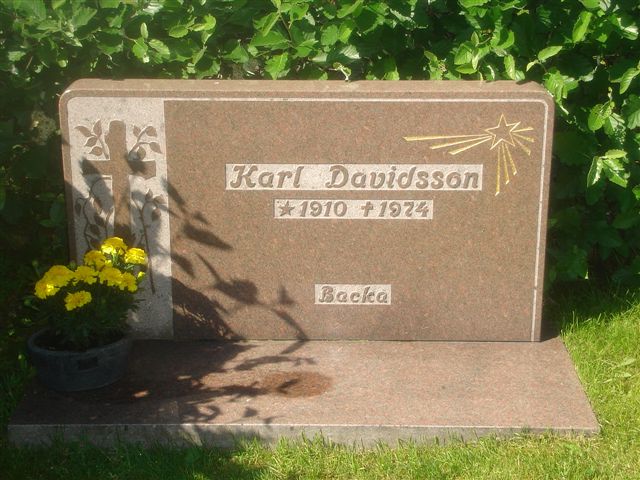 Karl Davidsson
★ 1910 ✝ 1974
Backa